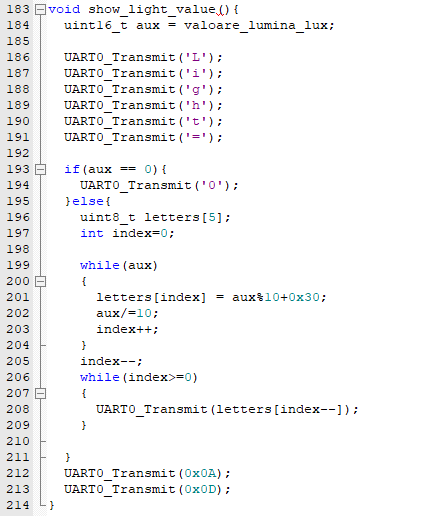 183 void show_light_value(){
184   uint16_t aux = valoare_lumina_lux;
185
186   UART0_Transmit('L');
187   UART0_Transmit('i');
188   UART0_Transmit('g');
189   UART0_Transmit('h');
190   UART0_Transmit('t');
191   UART0_Transmit('=');
192
193   if(aux == 0){
194     UART0_Transmit('0');
195   }else{
196     uint8_t letters[5];
197     int index=0;
198
199     while(aux)
200     {
201       letters[index] = aux%10+0x30;
202       aux/=10;
203       index++;
204     }
205     index--;
206     while(index>=0)
207     {
208       UART0_Transmit(letters[index--]);
209     }
210
211   }
212   UART0_Transmit(0x0A);
213   UART0_Transmit(0x0D);
214 }